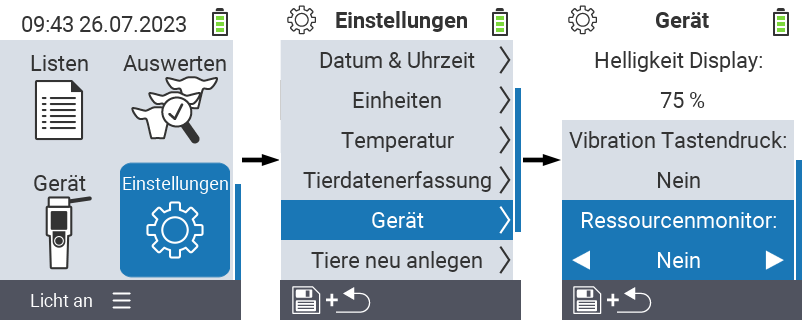 09:43 26.07.2023
Listen
Auswerten
Gerät
Einstellungen
Licht an
Einstellungen
Datum & Uhrzeit
Einheiten
Temperatur
Tierdatenerfassung
Gerät
Tiere neu anlegen
+
Gerät
Helligkeit Display:
75 %
Vibration Tastendruck:
Nein
Ressourcenmonitor:
Nein
+